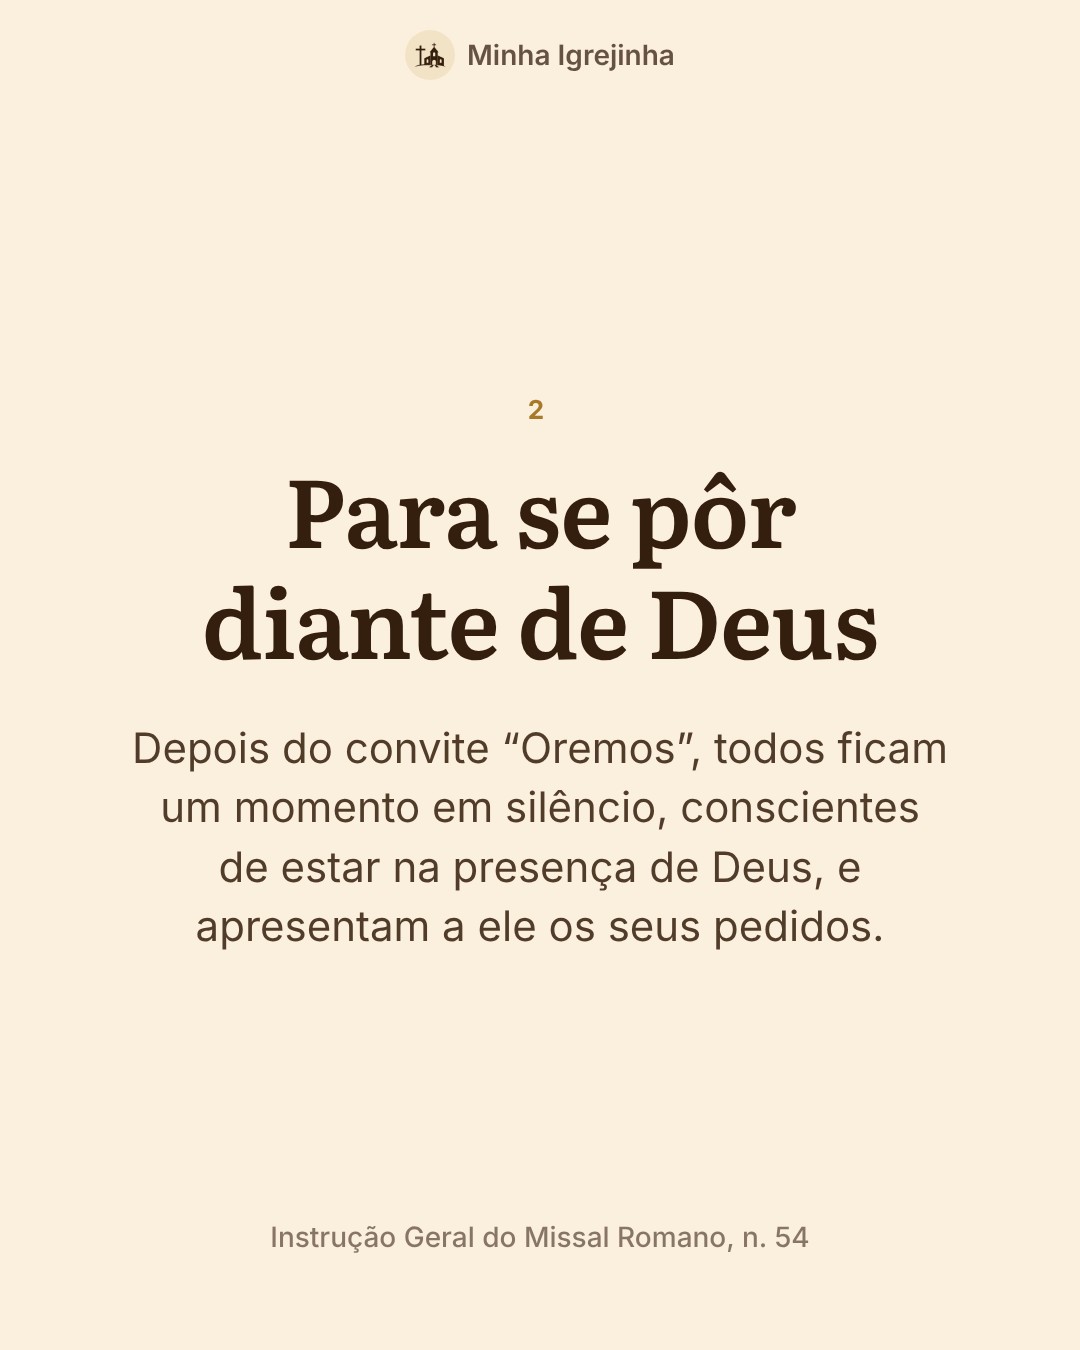 Minha Igrejinha
2
Para se pôr
diante de Deus
Depois do convite “Oremos”, todos ficam
um momento em silêncio, conscientes
de estar na presença de Deus, e
apresentam a ele os seus pedidos.
Instrução Geral do Missal Romano, n. 54